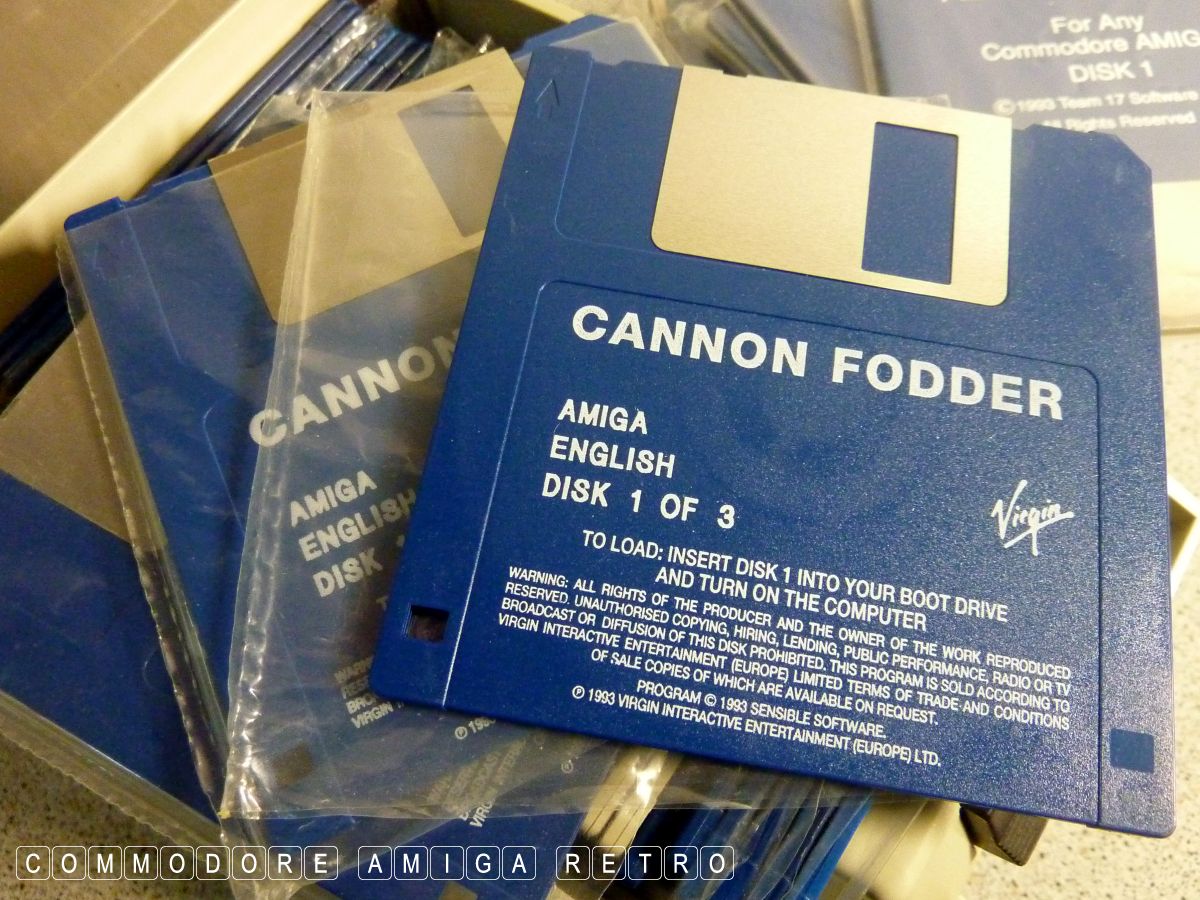 For Any
Commodore AMIG
DISK 1
© 1993 Team 17 Software
All Rights Reserved
CANNON FODDER
AMIGA
ENGLISH
DISK 1 OF 3
Virgin
TO LOAD: INSERT DISK 1 INTO YOUR BOOT DRIVE
AND TURN ON THE COMPUTER
WARNING: ALL RIGHTS OF THE PRODUCER AND THE OWNER OF THE WORK REPRODUCED
RESERVED. UNAUTHORISED COPYING, HIRING, LENDING, PUBLIC PERFORMANCE, RADIO OR TV
BROADCAST OR DIFFUSION OF THIS DISK PROHIBITED. THIS PROGRAM IS SOLD ACCORDING TO
VIRGIN INTERACTIVE ENTERTAINMENT (EUROPE) LIMITED TERMS OF TRADE AND CONDITIONS
OF SALE COPIES OF WHICH ARE AVAILABLE ON REQUEST.
PROGRAM © 1993 SENSIBLE SOFTWARE.
℗ 1993 VIRGIN INTERACTIVE ENTERTAINMENT (EUROPE) LTD.
CANNON
AMIGA
ENGLISH
DISK
COMMODORE AMIGA RETRO